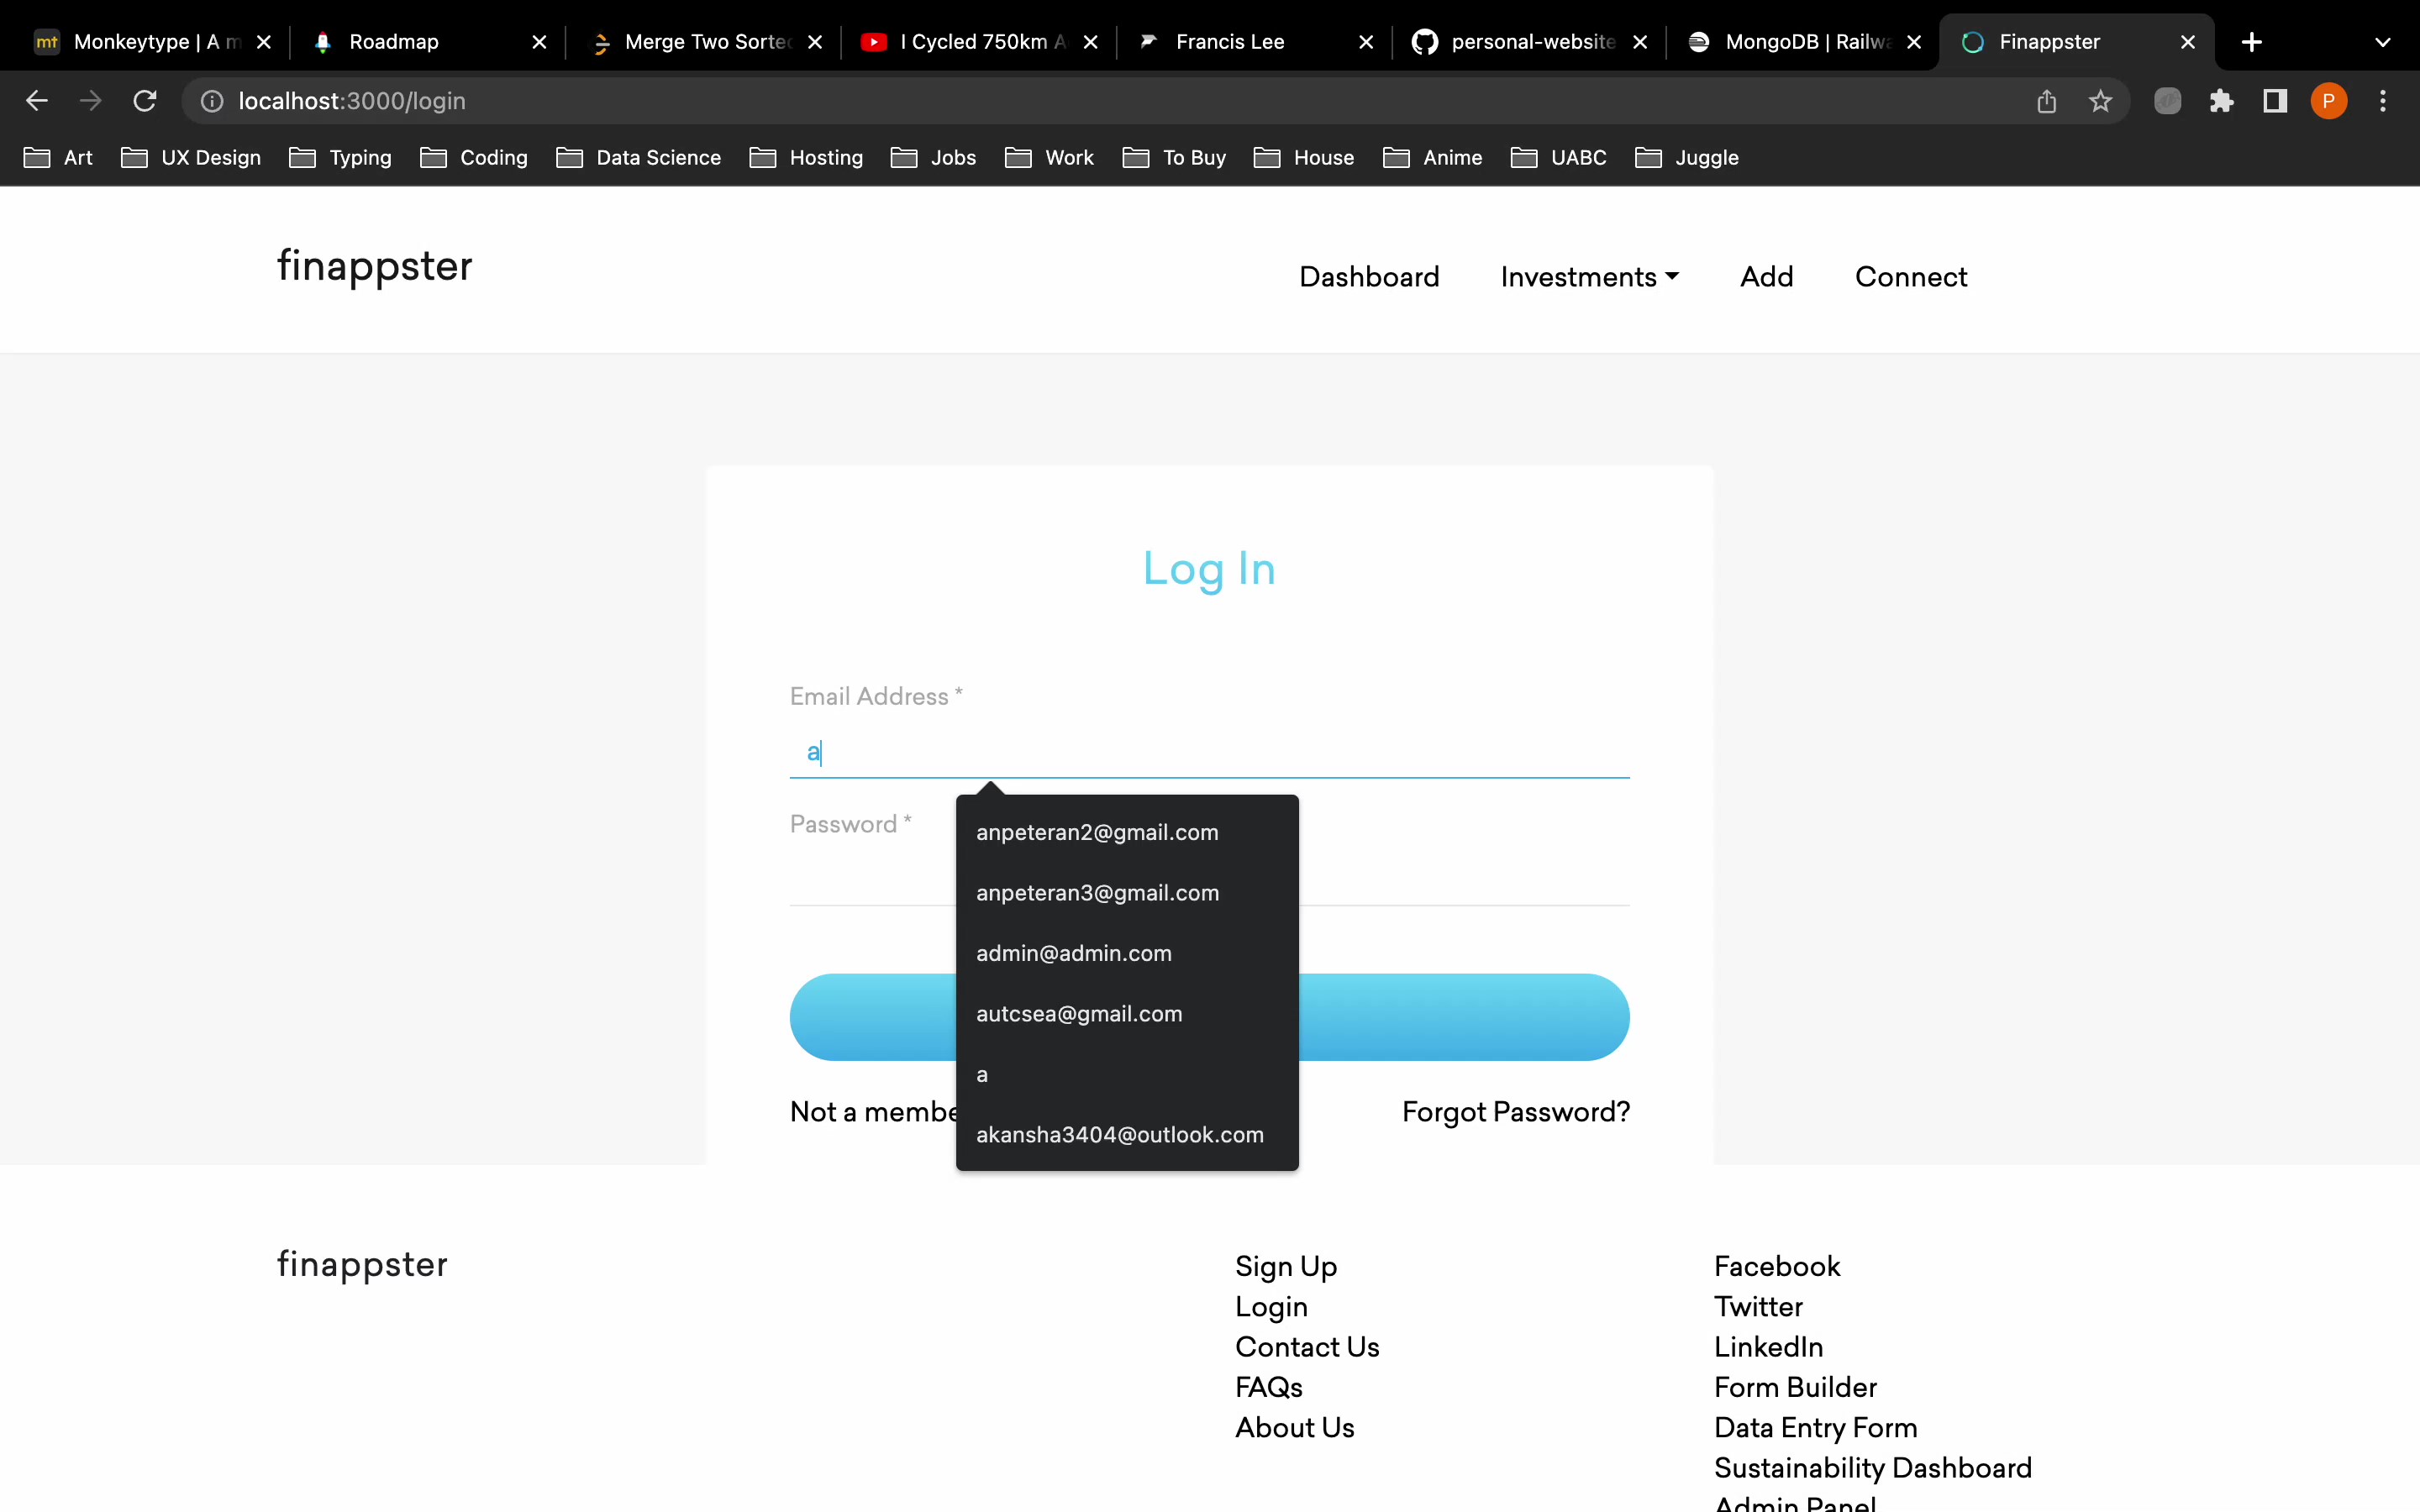 mt Monkeytype | A m
Roadmap
Merge Two Sorted
I Cycled 750km A
Francis Lee
personal-website
MongoDB | Railwa
Finappster
localhost:3000/login
P
Art
UX Design
Typing
Coding
Data Science
Hosting
Jobs
Work
To Buy
House
Anime
UABC
Juggle
finappster
Dashboard
Investments
Add
Connect
Log In
Email Address *
a
Password *
anpeteran2@gmail.com
anpeteran3@gmail.com
admin@admin.com
autcsea@gmail.com
a
akansha3404@outlook.com
Not a membe
Forgot Password?
finappster
Sign Up
Login
Contact Us
FAQs
About Us
Facebook
Twitter
LinkedIn
Form Builder
Data Entry Form
Sustainability Dashboard
Admin Panel